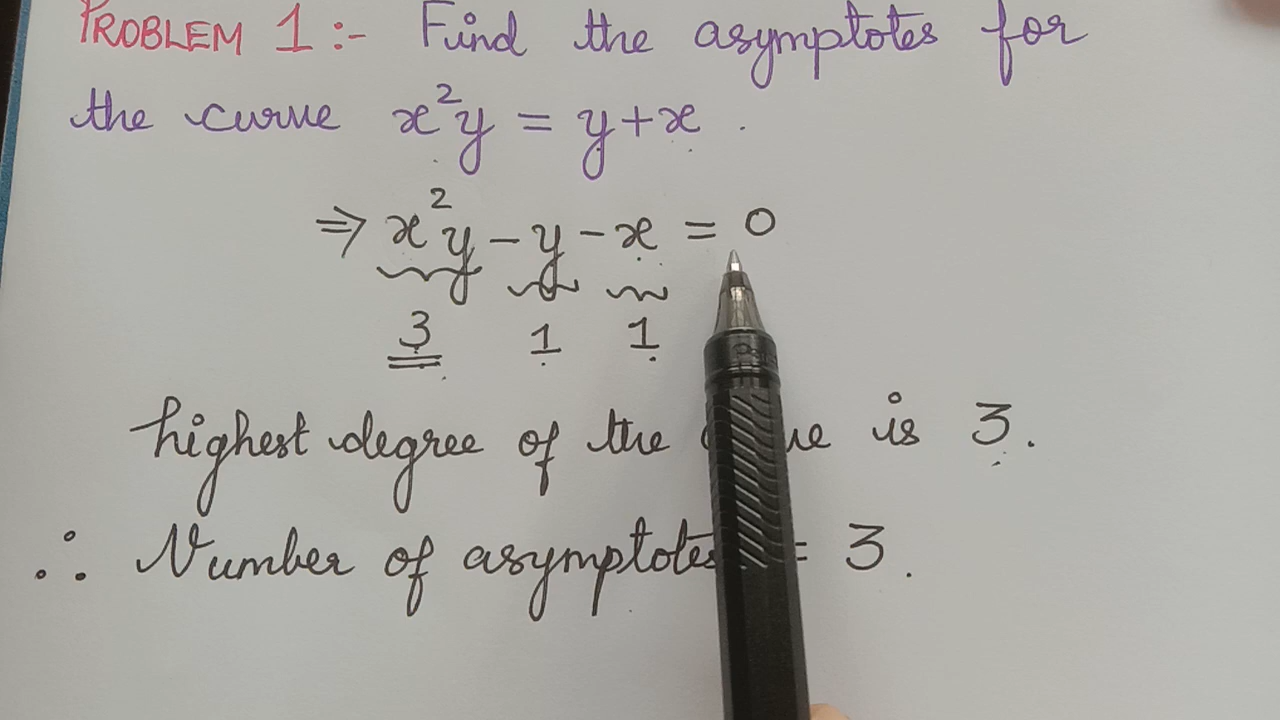 PROBLEM 1 :- Find the asymptotes for
the curve x²y = y + x .
⇒ x²y - y - x = 0
3 1 1
highest degree of the is 3.
∴ Number of asymptotes = 3.